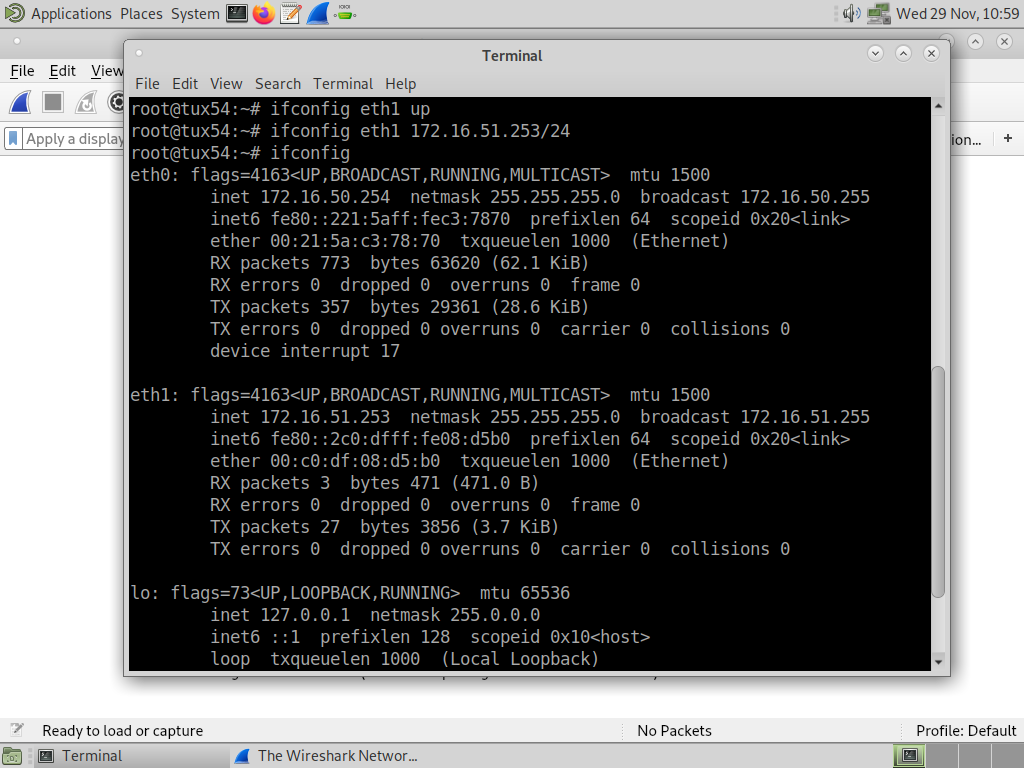 Applications Places System Wed 29 Nov, 10:59
Terminal
File Edit View
File Edit View Search Terminal Help
Apply a display
ion... +
root@tux54:~# ifconfig eth1 up
root@tux54:~# ifconfig eth1 172.16.51.253/24
root@tux54:~# ifconfig
eth0: flags=4163<UP,BROADCAST,RUNNING,MULTICAST>  mtu 1500
        inet 172.16.50.254  netmask 255.255.255.0  broadcast 172.16.50.255
        inet6 fe80::221:5aff:fec3:7870  prefixlen 64  scopeid 0x20<link>
        ether 00:21:5a:c3:78:70  txqueuelen 1000  (Ethernet)
        RX packets 773  bytes 63620 (62.1 KiB)
        RX errors 0  dropped 0  overruns 0  frame 0
        TX packets 357  bytes 29361 (28.6 KiB)
        TX errors 0  dropped 0 overruns 0  carrier 0  collisions 0
        device interrupt 17
eth1: flags=4163<UP,BROADCAST,RUNNING,MULTICAST>  mtu 1500
        inet 172.16.51.253  netmask 255.255.255.0  broadcast 172.16.51.255
        inet6 fe80::2c0:dfff:fe08:d5b0  prefixlen 64  scopeid 0x20<link>
        ether 00:c0:df:08:d5:b0  txqueuelen 1000  (Ethernet)
        RX packets 3  bytes 471 (471.0 B)
        RX errors 0  dropped 0  overruns 0  frame 0
        TX packets 27  bytes 3856 (3.7 KiB)
        TX errors 0  dropped 0 overruns 0  carrier 0  collisions 0
lo: flags=73<UP,LOOPBACK,RUNNING>  mtu 65536
        inet 127.0.0.1  netmask 255.0.0.0
        inet6 ::1  prefixlen 128  scopeid 0x10<host>
        loop  txqueuelen 1000  (Local Loopback)
Ready to load or capture No Packets Profile: Default
Terminal The Wireshark Networ...